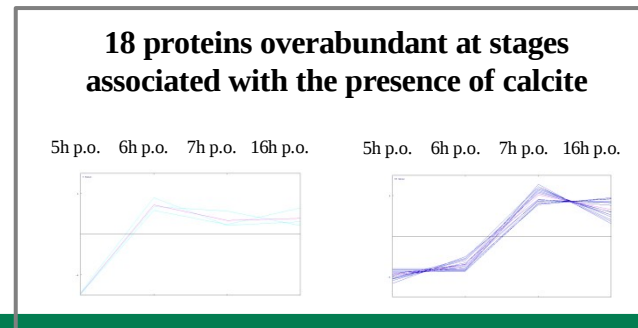 18 proteins overabundant at stages
associated with the presence of calcite
5h p.o. 6h p.o. 7h p.o. 16h p.o.
5h p.o. 6h p.o. 7h p.o. 16h p.o.